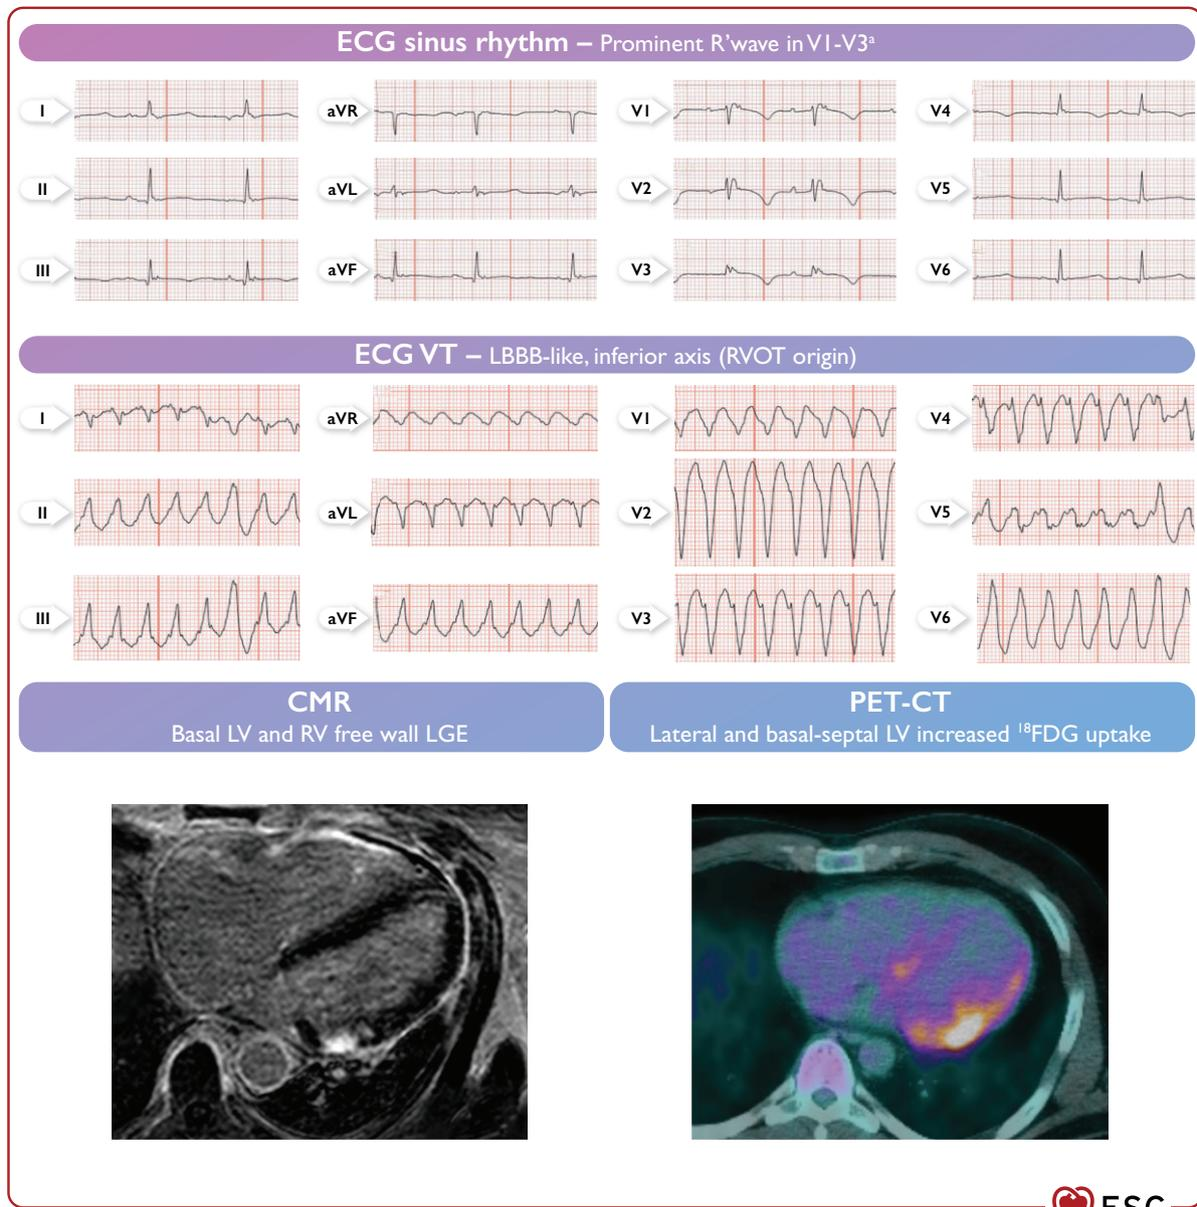 ECG sinus rhythm – Prominent R’wave in V1-V3ᵃ
I
aVR
V1
V4
II
aVL
V2
V5
III
aVF
V3
V6
ECG VT – LBBB-like, inferior axis (RVOT origin)
I
aVR
V1
V4
II
aVL
V2
V5
III
aVF
V3
V6
CMR
Basal LV and RV free wall LGE
PET-CT
Lateral and basal-septal LV increased ¹⁸FDG uptake
ESC